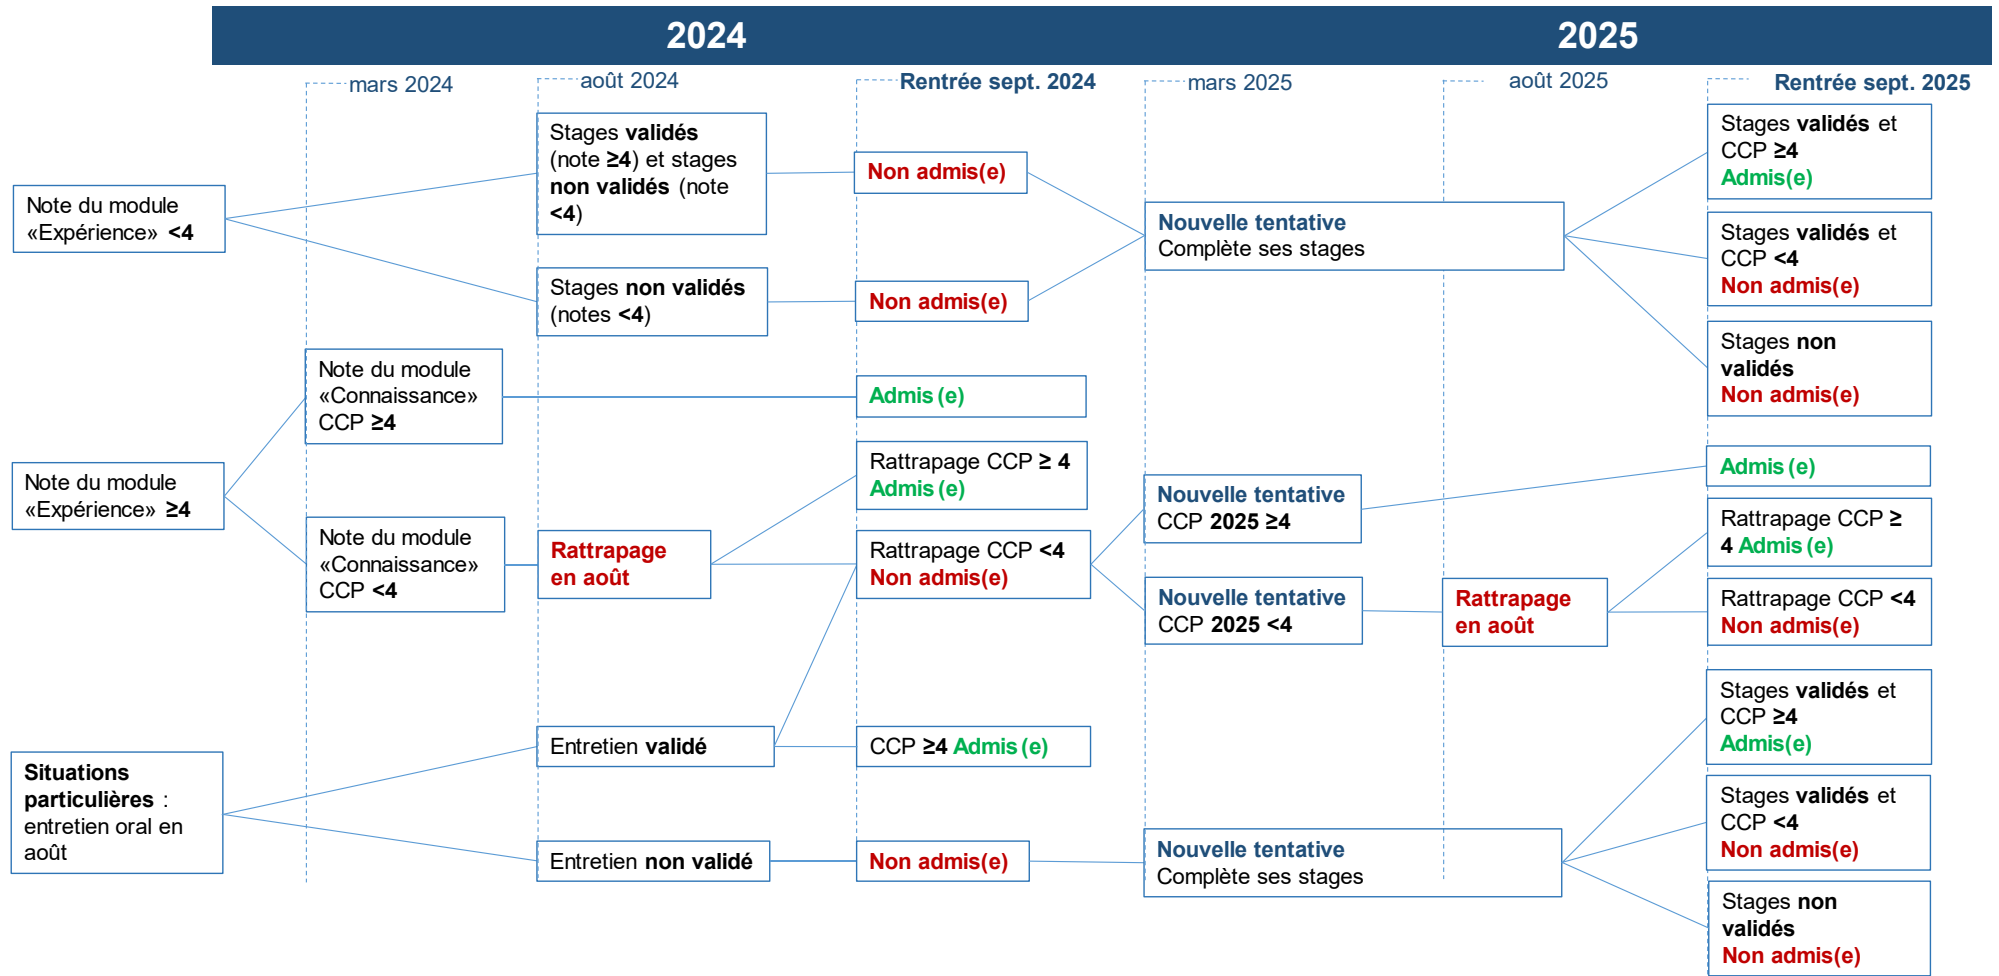 2024
2025
mars 2024
août 2024
Rentrée sept. 2024
mars 2025
août 2025
Rentrée sept. 2025
Note du module
«Expérience» <4
Stages validés
(note ≥4) et stages
non validés (note
<4)
Non admis(e)
Stages non validés
(notes <4)
Non admis(e)
Nouvelle tentative
Complète ses stages
Stages validés et
CCP ≥4
Admis(e)
Stages validés et
CCP <4
Non admis(e)
Stages non
validés
Non admis(e)
Note du module
«Expérience» ≥4
Note du module
«Connaissance»
CCP ≥4
Admis (e)
Note du module
«Connaissance»
CCP <4
Rattrapage
en août
Rattrapage CCP ≥ 4
Admis (e)
Rattrapage CCP <4
Non admis(e)
Nouvelle tentative
CCP 2025 ≥4
Admis (e)
Nouvelle tentative
CCP 2025 <4
Rattrapage
en août
Rattrapage CCP ≥
4 Admis (e)
Rattrapage CCP <4
Non admis(e)
Situations
particulières :
entretien oral en
août
Entretien validé
CCP ≥4 Admis (e)
Entretien non validé
Non admis(e)
Nouvelle tentative
Complète ses stages
Stages validés et
CCP ≥4
Admis(e)
Stages validés et
CCP <4
Non admis(e)
Stages non
validés
Non admis(e)